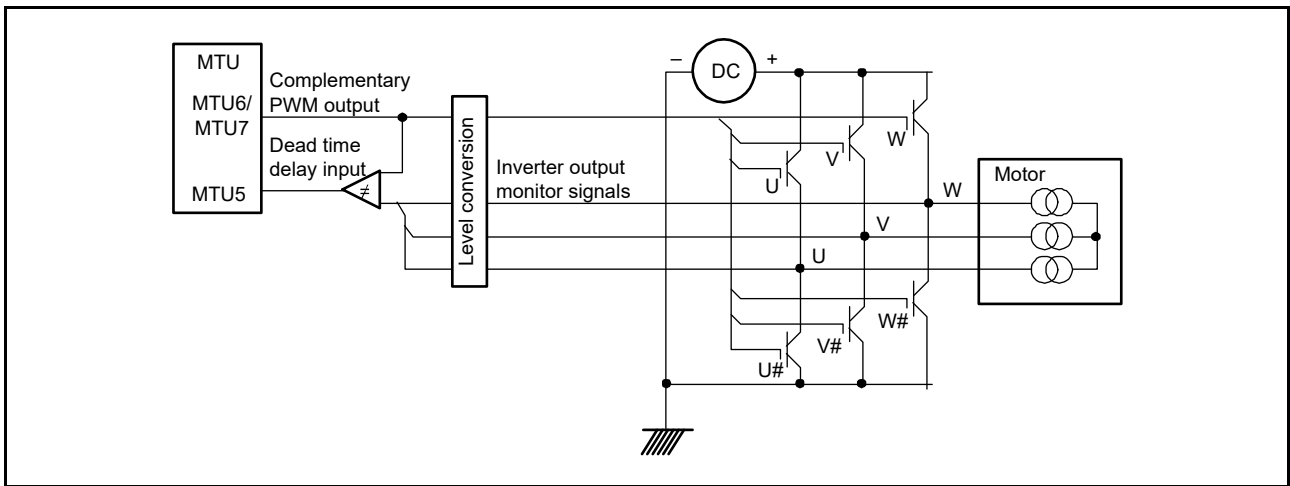 MTU
MTU6/
MTU7
MTU5
Complementary
PWM output
Dead time
delay input
≠
Level conversion
Inverter output
monitor signals
–
DC
+
W
V
U
W
V
U
W#
V#
U#
Motor